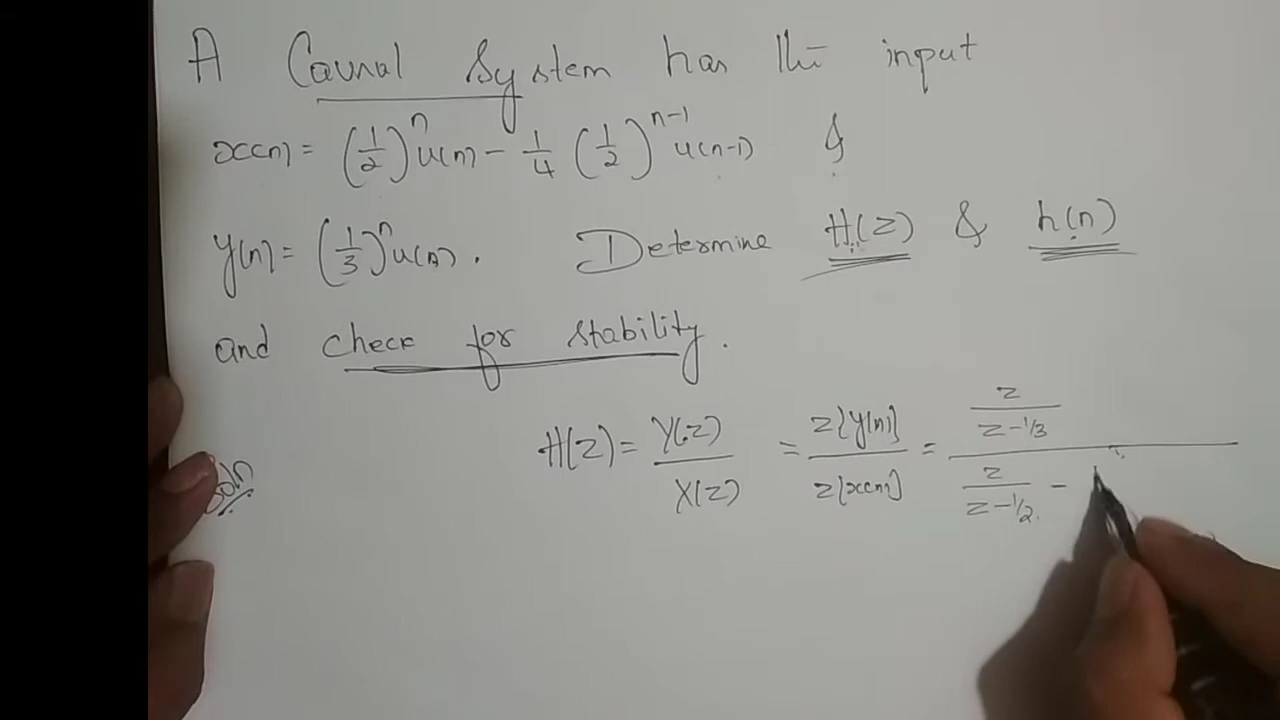 A Causal System has the input
x(n) = (1/2)^n u(n) - 1/4 (1/2)^{n-1} u(n-1) &
y(n) = (1/3)^n u(n). Determine H(z) & h(n)
and check for stability.
Soln
H(z) = Y(z)/X(z) = z{y(n)}/z{x(n)} = (z/(z-1/3))/(z/(z-1/2) -